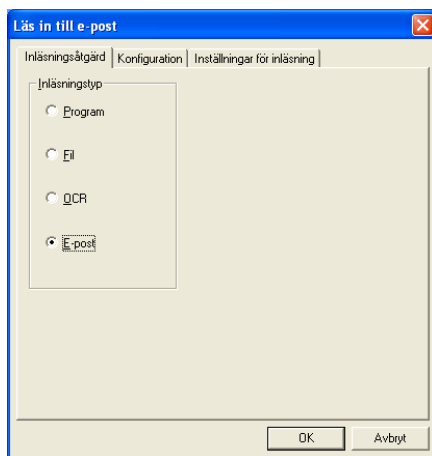 Läs in till e-post
Inläsningsåtgärd Konfiguration Inställningar för inläsning
Inläsningstyp
Program
Fil
OCR
E-post
OK Avbryt